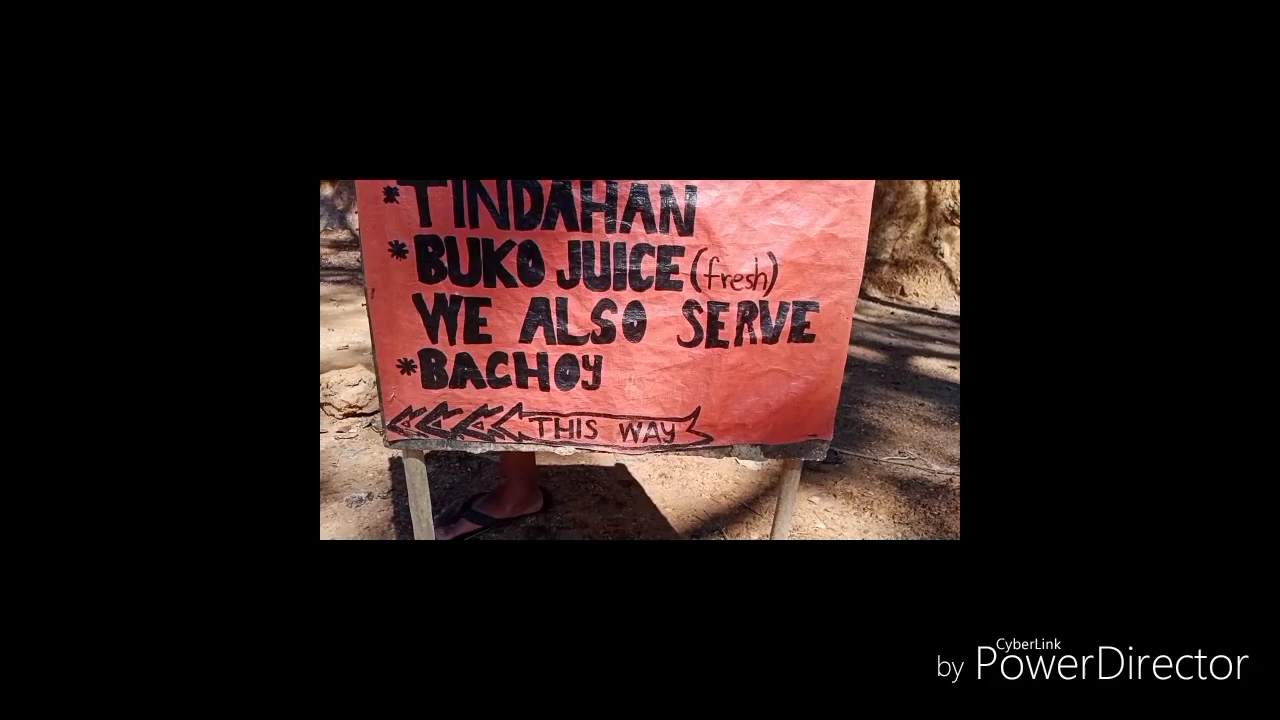 *TINDAHAN
*BUKO JUICE (fresh)
WE ALSO SERVE
*BACHOY
THIS WAY
CyberLink
by PowerDirector